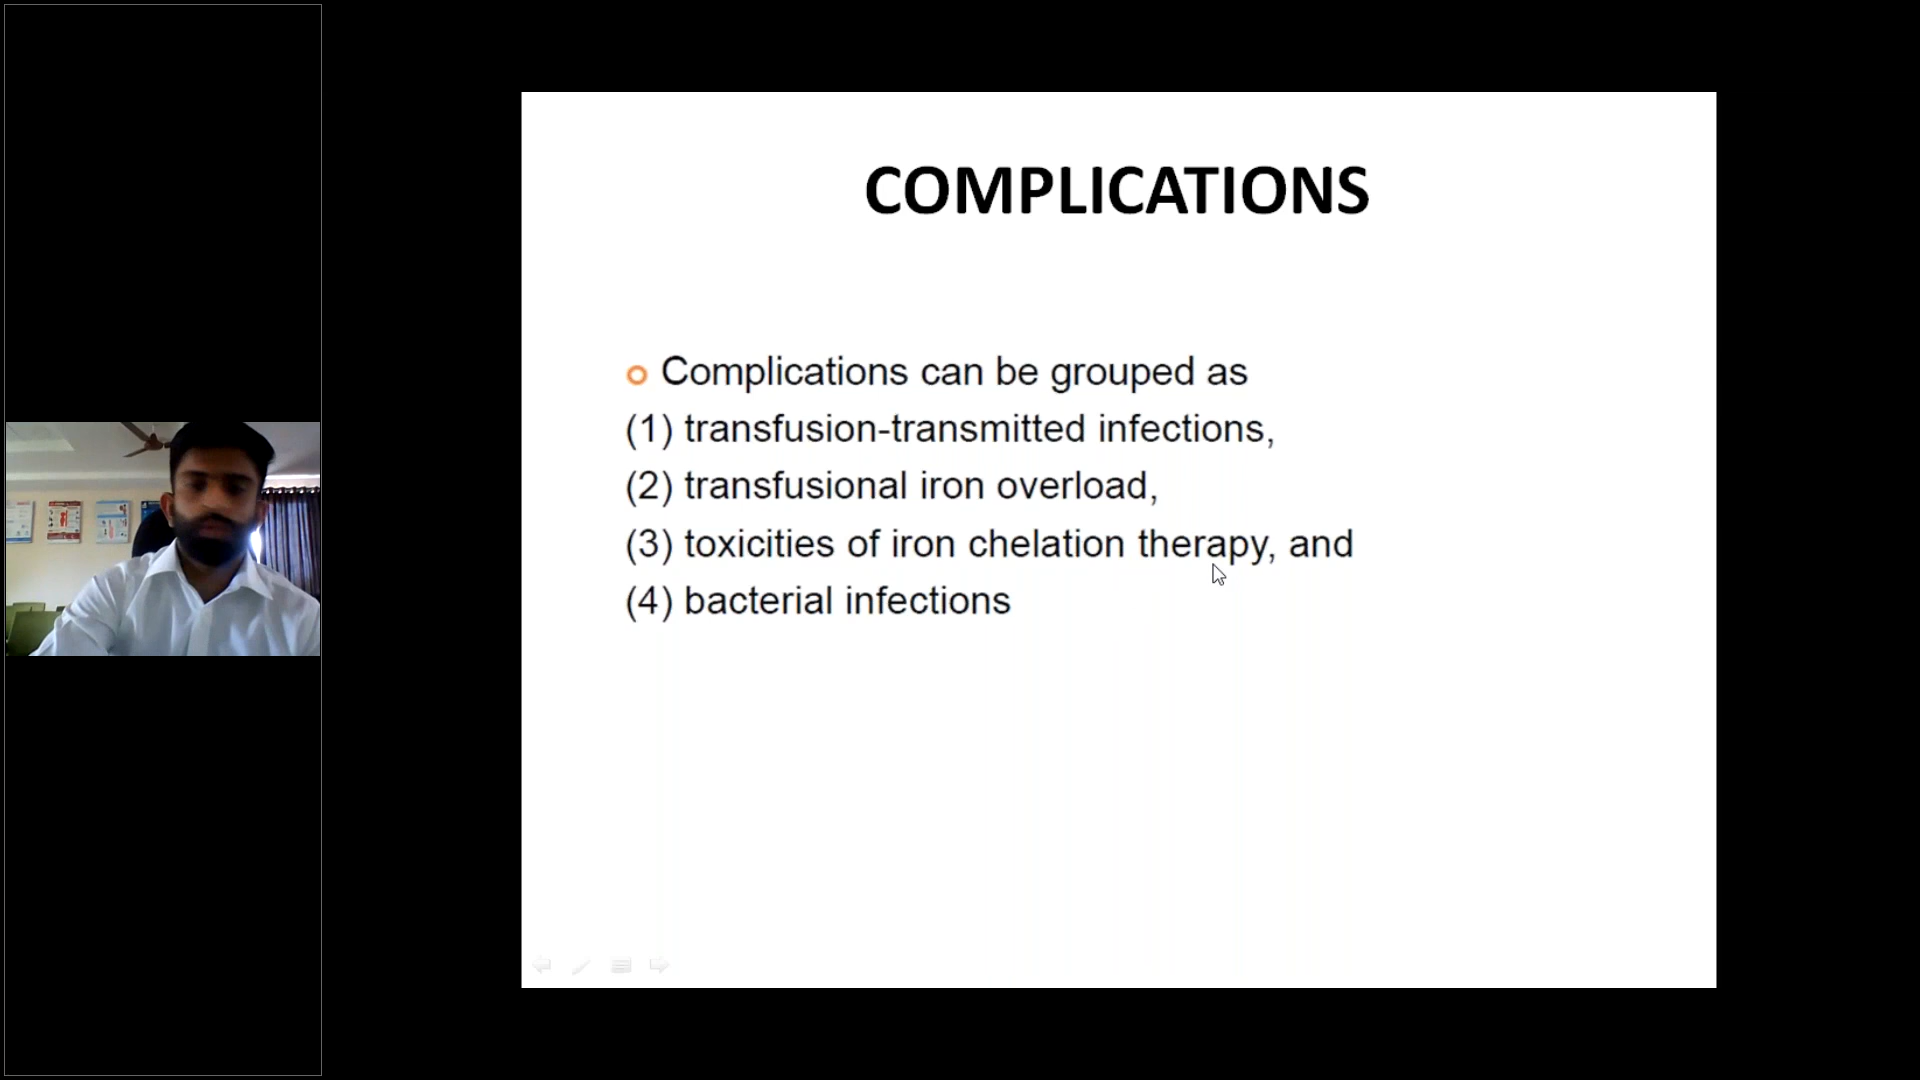 COMPLICATIONS
Complications can be grouped as
(1) transfusion-transmitted infections,
(2) transfusional iron overload,
(3) toxicities of iron chelation therapy, and
(4) bacterial infections